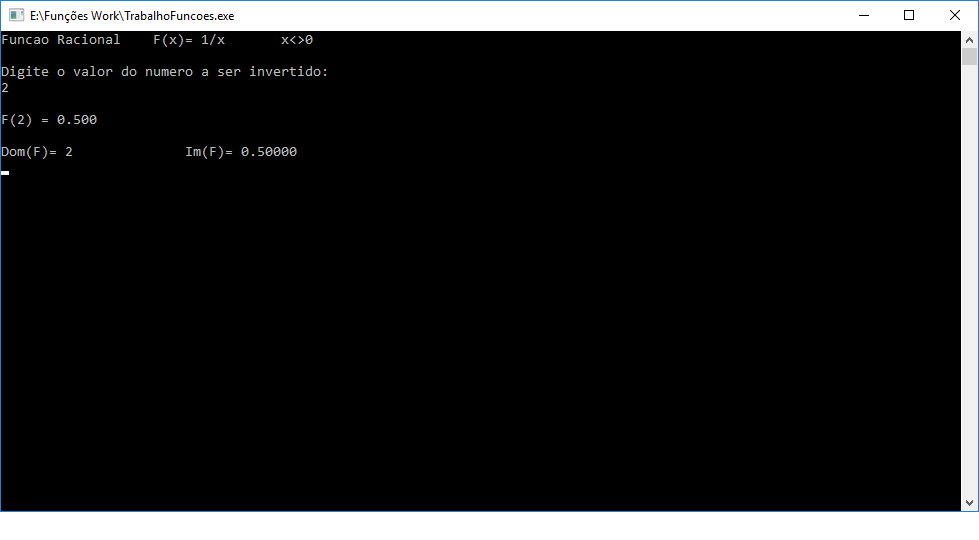 E:\Funções Work\TrabalhoFuncoes.exe
Funcao Racional    F(x)= 1/x       x<>0
Digite o valor do numero a ser invertido:
2
F(2) = 0.500
Dom(F)= 2              Im(F)= 0.50000